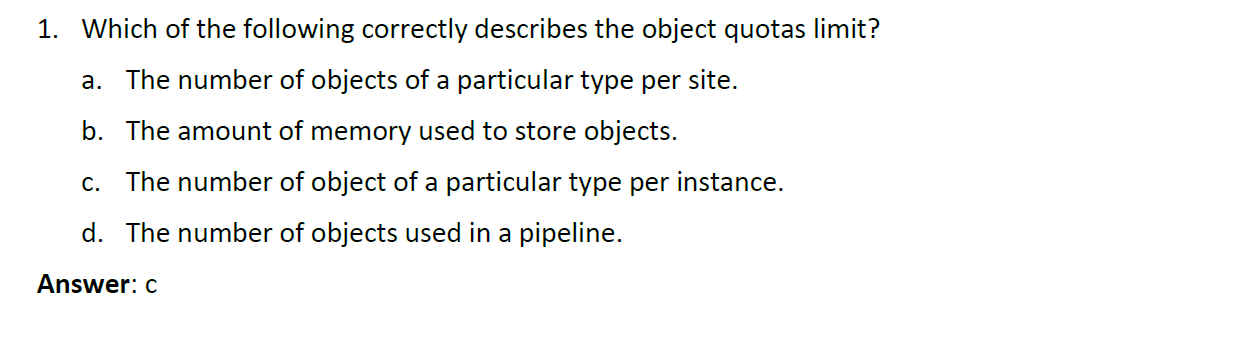 1. Which of the following correctly describes the object quotas limit?
a. The number of objects of a particular type per site.
b. The amount of memory used to store objects.
c. The number of object of a particular type per instance.
d. The number of objects used in a pipeline.
Answer: c